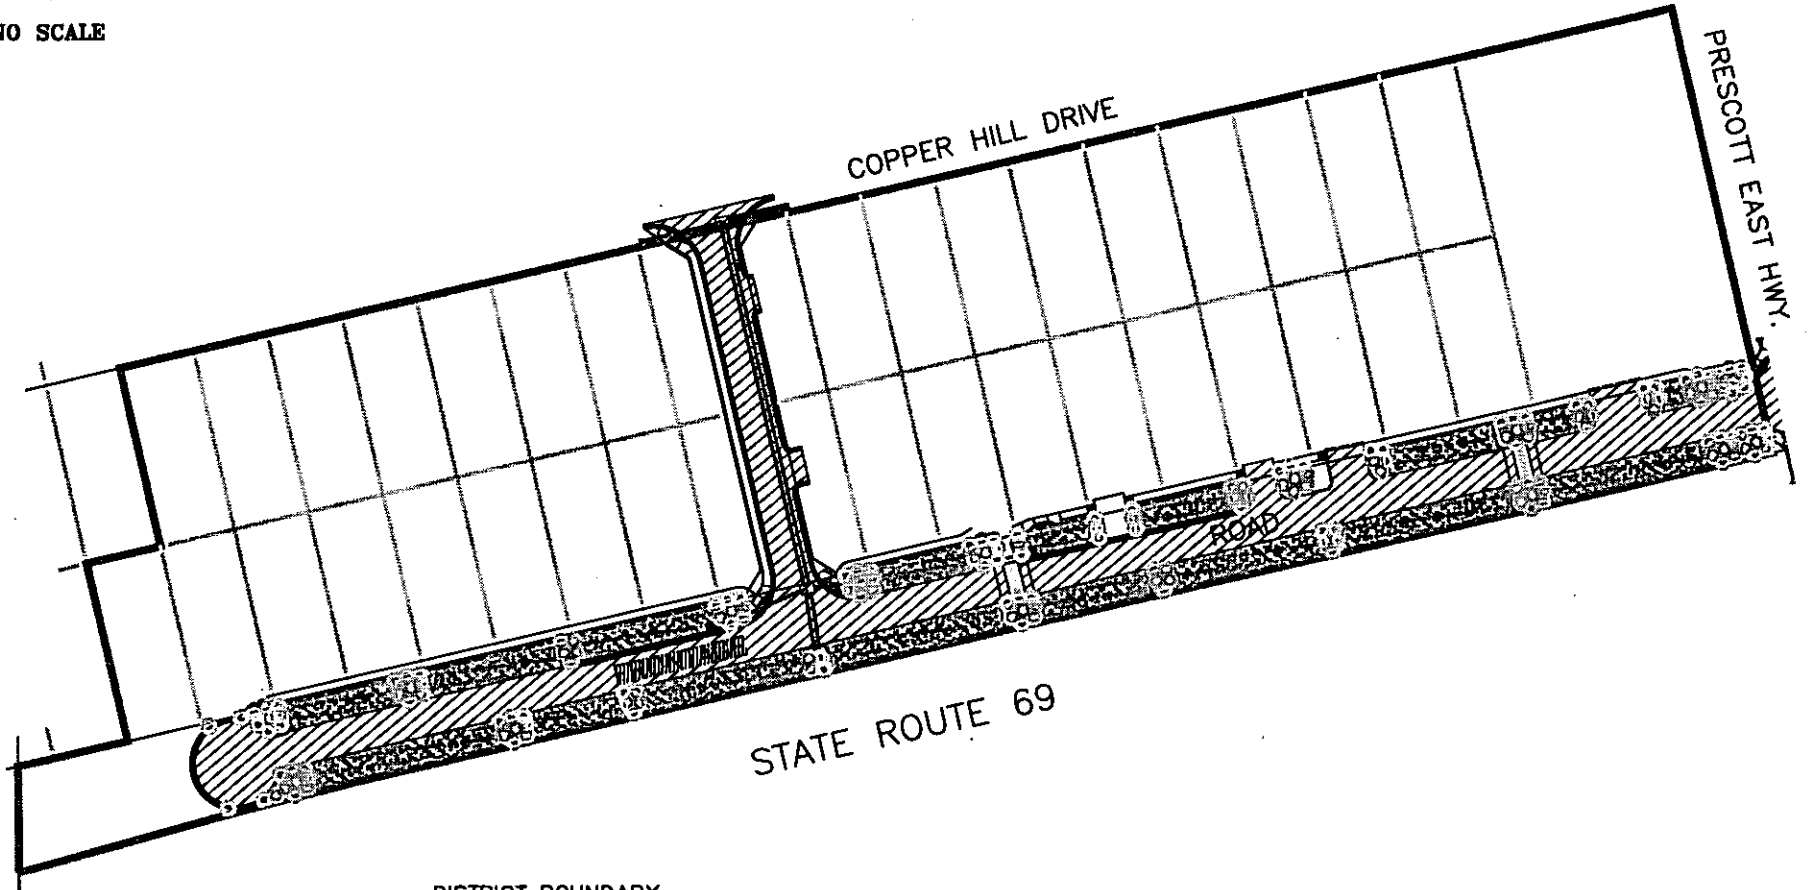 NO SCALE
COPPER HILL DRIVE
PRESCOTT EAST HWY.
ROAD
STATE ROUTE 69
DISTRICT BOUNDARY